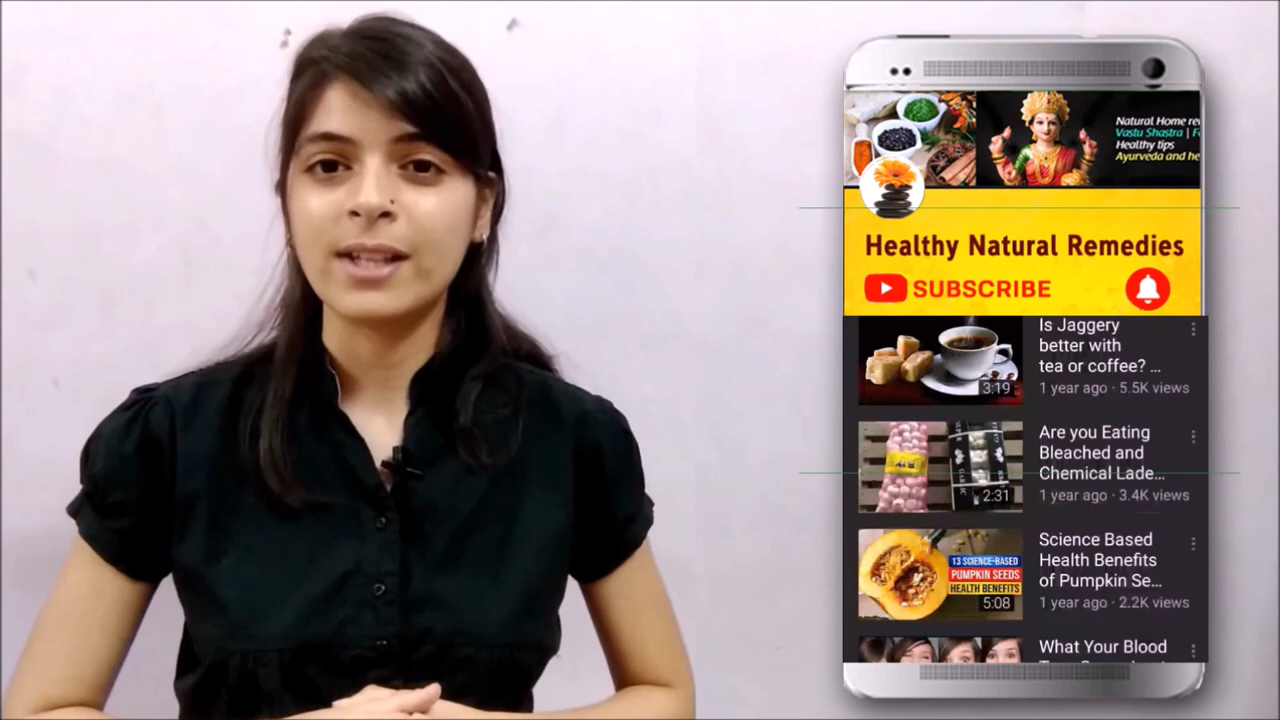 Natural Home re
Vastu Shastra | F
Healthy tips
Ayurveda and he
Healthy Natural Remedies
SUBSCRIBE
Is Jaggery
better with
tea or coffee? ...
3:19
1 year ago · 5.5K views
Are you Eating
Bleached and
Chemical Lade...
2:31
1 year ago · 3.4K views
Science Based
Health Benefits
of Pumpkin Se...
13 SCIENCE-BASED
PUMPKIN SEEDS
HEALTH BENEFITS
5:08
1 year ago · 2.2K views
What Your Blood